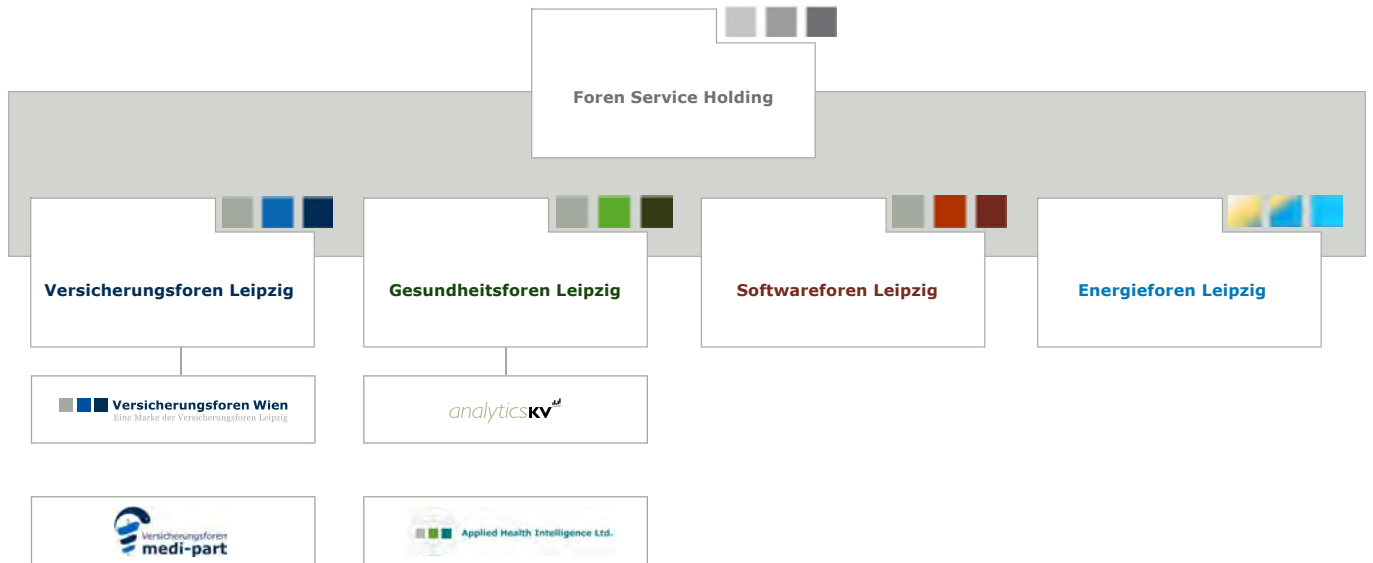 Foren Service Holding
Versicherungsforen Leipzig
Gesundheitsforen Leipzig
Softwareforen Leipzig
Energieforen Leipzig
Versicherungsforen Wien
Eine Marke der Versicherungsforen Leipzig
analyticsKV
Versicherungsforen
medi-part
Applied Health Intelligence Ltd.